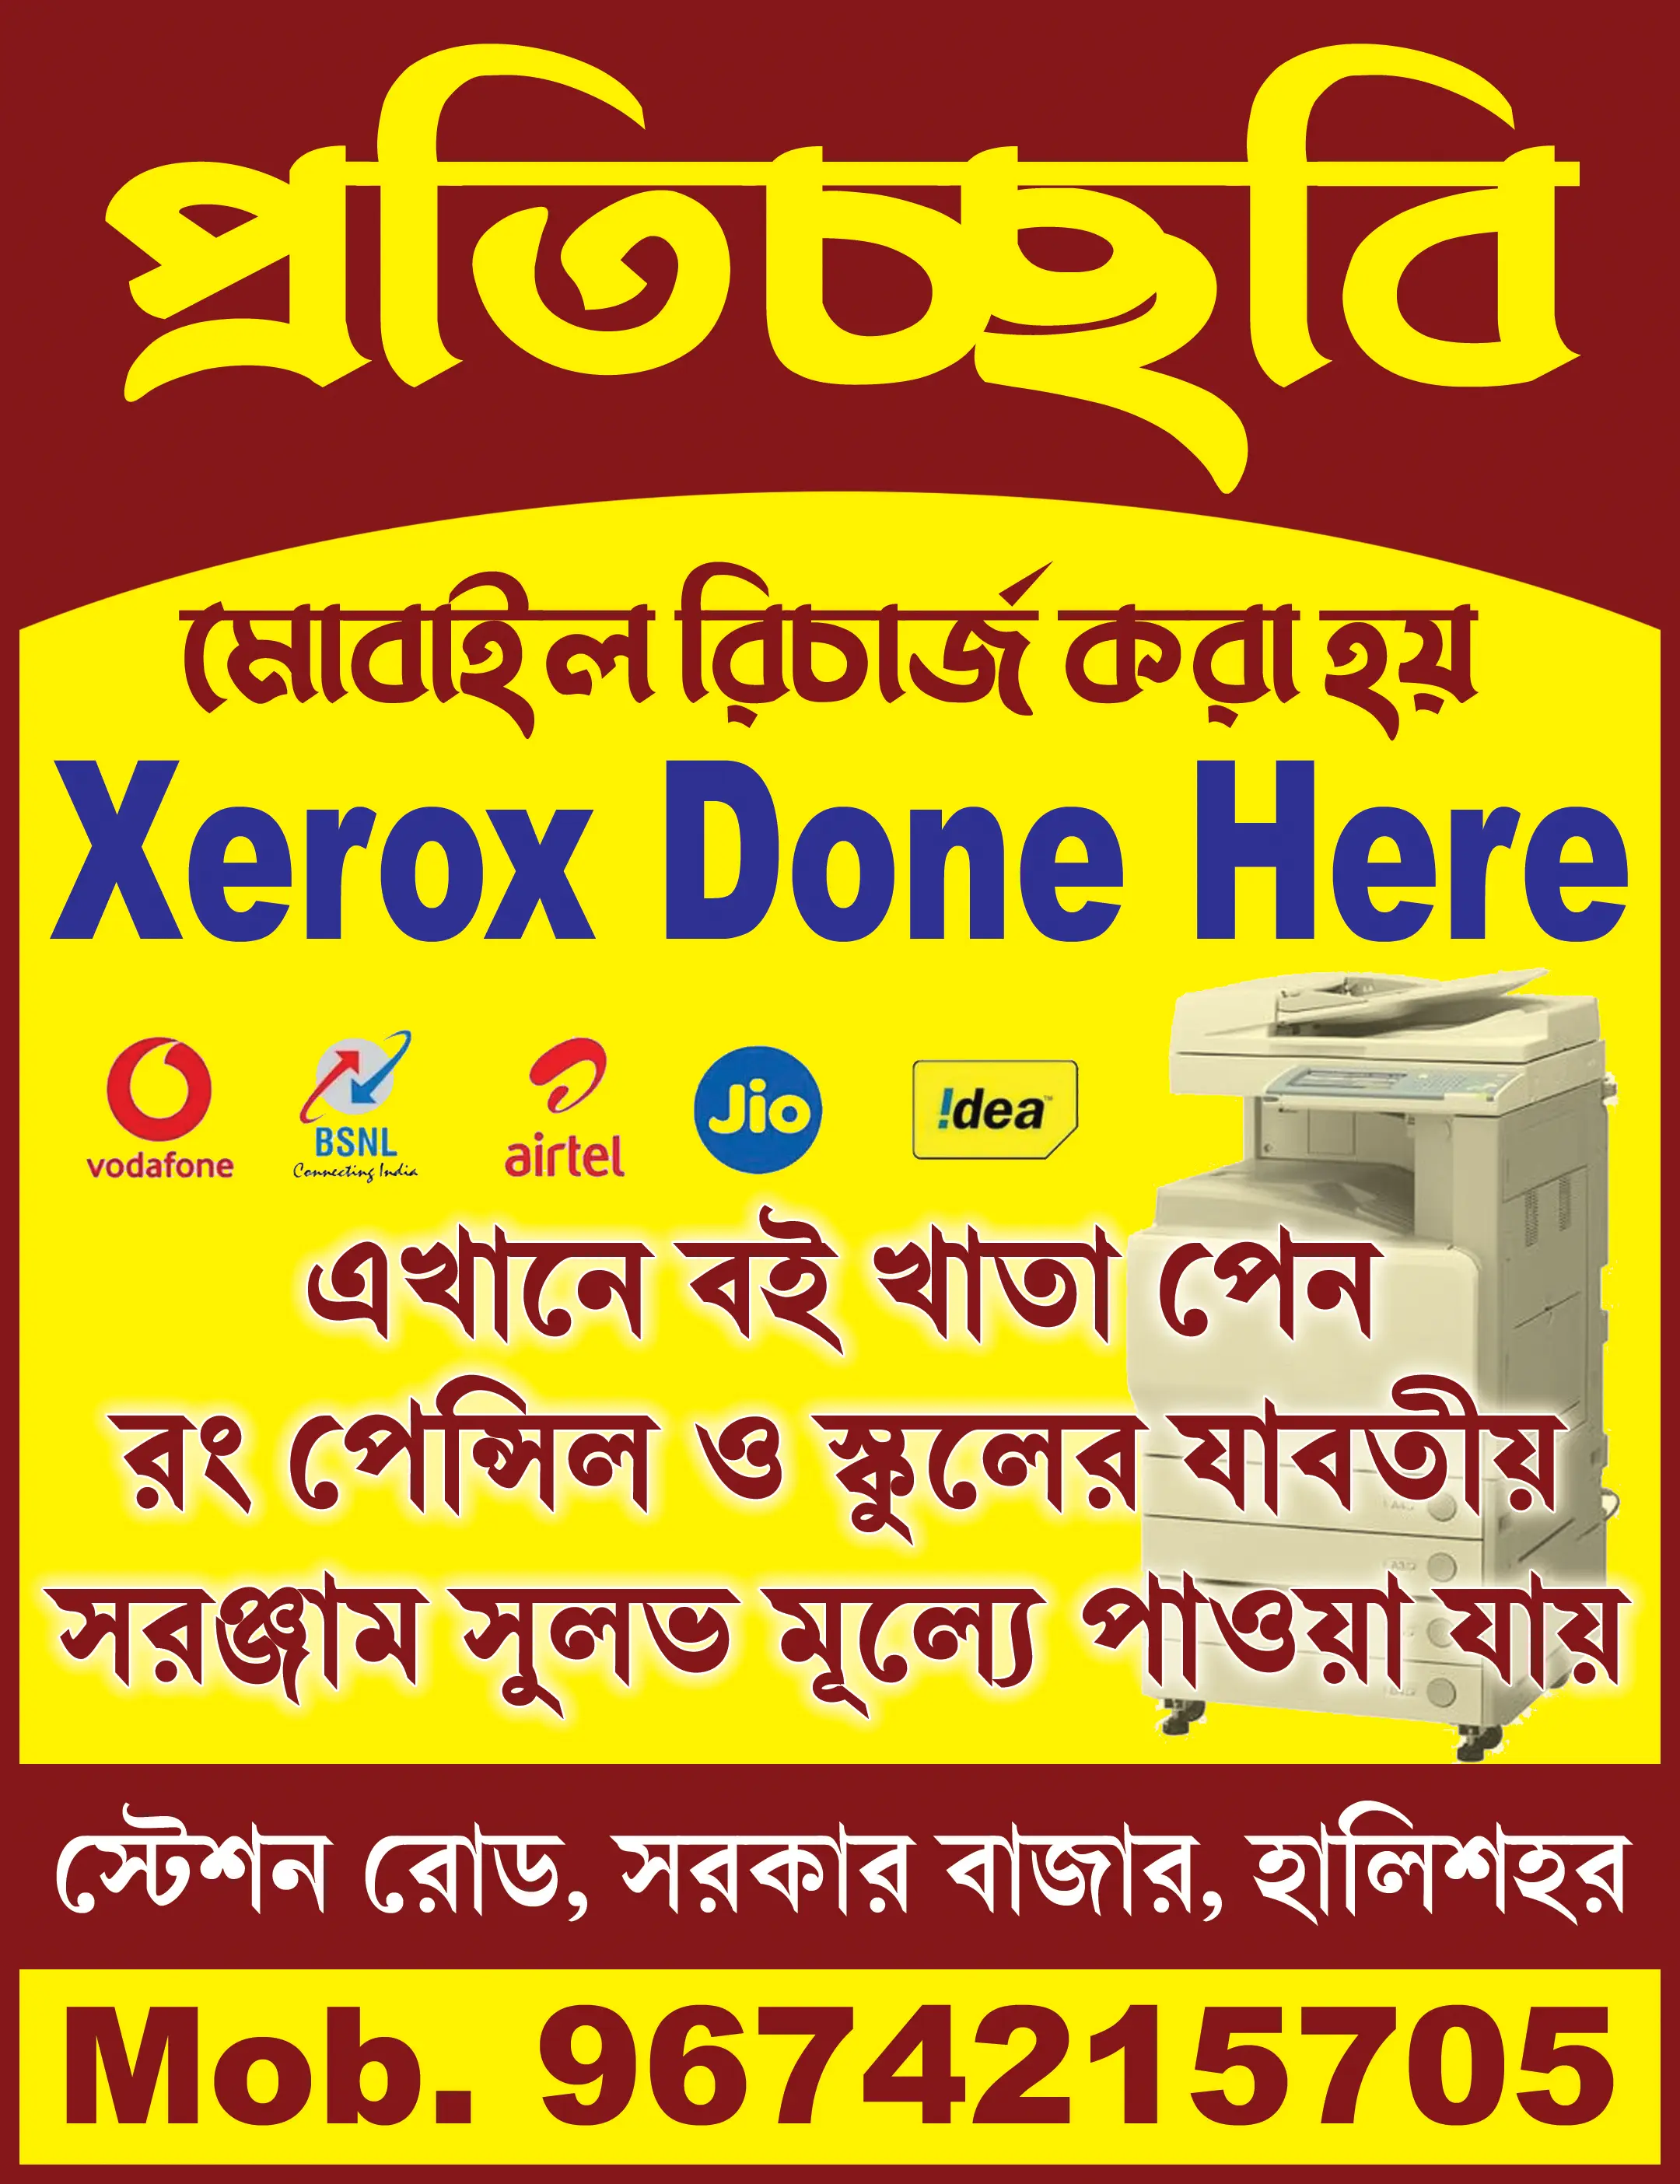 প্রতিচ্ছবি
মোবাইল রিচার্জ করা হয়
Xerox Done Here
vodafone BSNL Connecting India airtel Jio !dea™
এখানে বই খাতা পেন
রং পেন্সিল ও স্কুলের যাবতীয়
সরঞ্জাম সুলভ মূল্যে পাওয়া যায়
স্টেশন রোড, সরকার বাজার, হালিশহর
Mob. 9674215705